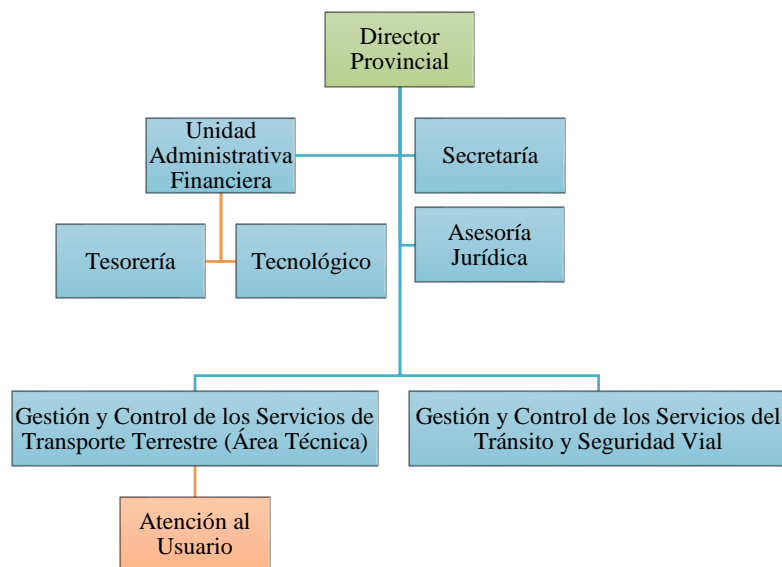 Director
Provincial
Unidad
Administrativa
Financiera
Secretaría
Tesorería
Tecnológico
Asesoría
Jurídica
Gestión y Control de los Servicios de
Transporte Terrestre (Área Técnica)
Gestión y Control de los Servicios del
Tránsito y Seguridad Vial
Atención al
Usuario